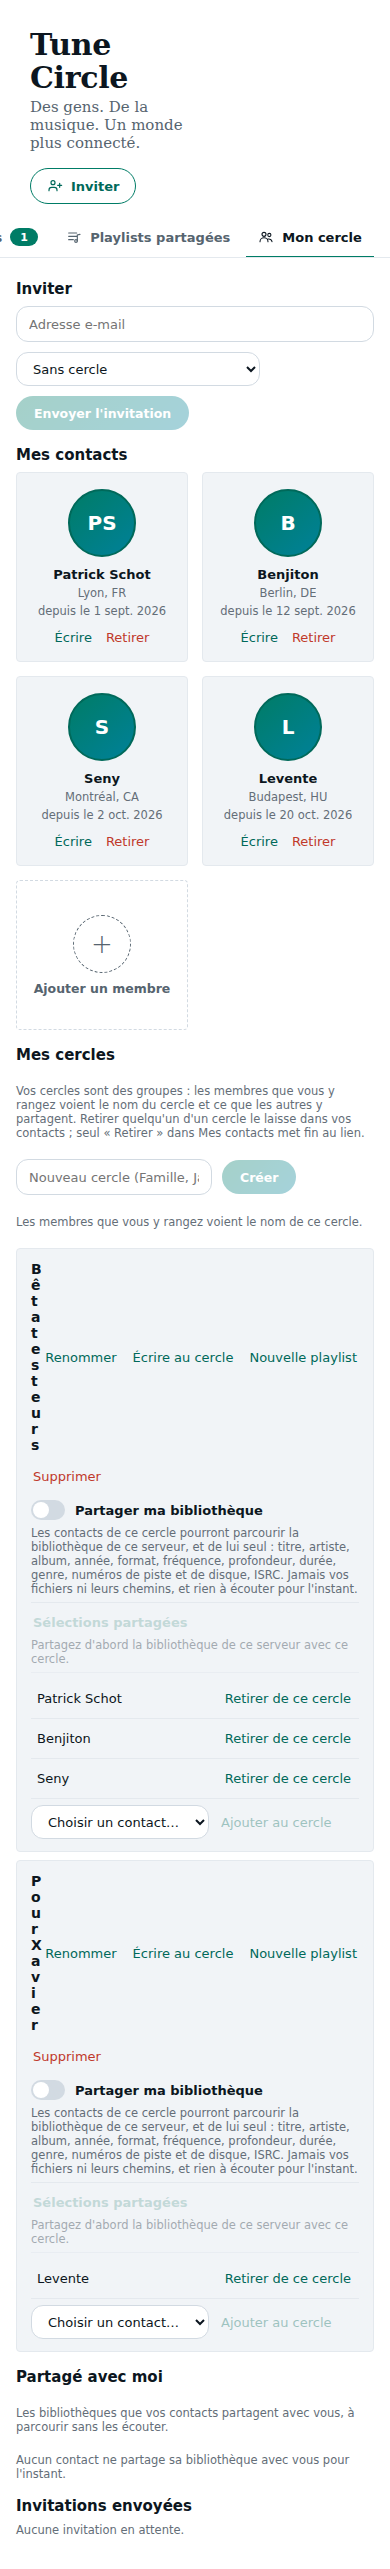 Tune
Circle
Des gens. De la
musique. Un monde
plus connecté.
Inviter
1
Playlists partagées
Mon cercle
Inviter
Adresse e-mail
Sans cercle
Envoyer l'invitation
Mes contacts
PS
Patrick Schot
Lyon, FR
depuis le 1 sept. 2026
Écrire Retirer
B
Benjiton
Berlin, DE
depuis le 12 sept. 2026
Écrire Retirer
S
Seny
Montréal, CA
depuis le 2 oct. 2026
Écrire Retirer
L
Levente
Budapest, HU
depuis le 20 oct. 2026
Écrire Retirer
Ajouter un membre
Mes cercles
Vos cercles sont des groupes : les membres que vous y
rangez voient le nom du cercle et ce que les autres y
partagent. Retirer quelqu'un d'un cercle le laisse dans vos
contacts ; seul « Retirer » dans Mes contacts met fin au lien.
Nouveau cercle (Famille, Ja
Créer
Les membres que vous y rangez voient le nom de ce cercle.
Bêta testeurs
Renommer Écrire au cercle Nouvelle playlist
Supprimer
Partager ma bibliothèque
Les contacts de ce cercle pourront parcourir la
bibliothèque de ce serveur, et de lui seul : titre, artiste,
album, année, format, fréquence, profondeur, durée,
genre, numéros de piste et de disque, ISRC. Jamais vos
fichiers ni leurs chemins, et rien à écouter pour l'instant.
Sélections partagées
Partagez d'abord la bibliothèque de ce serveur avec ce
cercle.
Patrick Schot Retirer de ce cercle
Benjiton Retirer de ce cercle
Seny Retirer de ce cercle
Choisir un contact... Ajouter au cercle
Pour Xavier
Renommer Écrire au cercle Nouvelle playlist
Supprimer
Partager ma bibliothèque
Les contacts de ce cercle pourront parcourir la
bibliothèque de ce serveur, et de lui seul : titre, artiste,
album, année, format, fréquence, profondeur, durée,
genre, numéros de piste et de disque, ISRC. Jamais vos
fichiers ni leurs chemins, et rien à écouter pour l'instant.
Sélections partagées
Partagez d'abord la bibliothèque de ce serveur avec ce
cercle.
Levente Retirer de ce cercle
Choisir un contact... Ajouter au cercle
Partagé avec moi
Les bibliothèques que vos contacts partagent avec vous, à
parcourir sans les écouter.
Aucun contact ne partage sa bibliothèque avec vous pour
l'instant.
Invitations envoyées
Aucune invitation en attente.